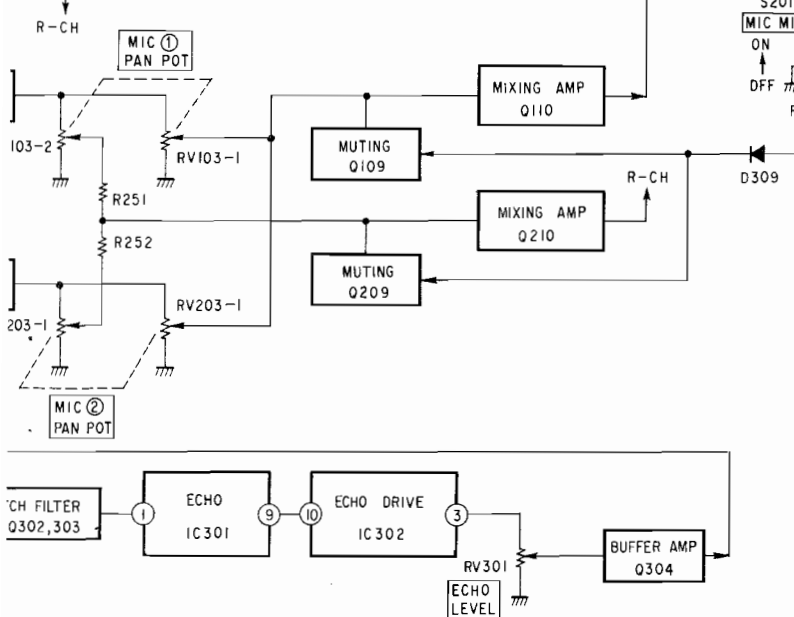 S201
R-CH
MIC ①
PAN POT
MIC MI
ON
OFF
MIXING AMP
Q110
103-2
RV103-1
MUTING
Q109
R251
R-CH
D309
MIXING AMP
Q210
R252
MUTING
Q209
203-1
RV203-1
MIC ②
PAN POT
TCH FILTER
Q302,303
1
ECHO
IC301
9
10
ECHO DRIVE
IC302
3
RV301
ECHO
LEVEL
BUFFER AMP
Q304